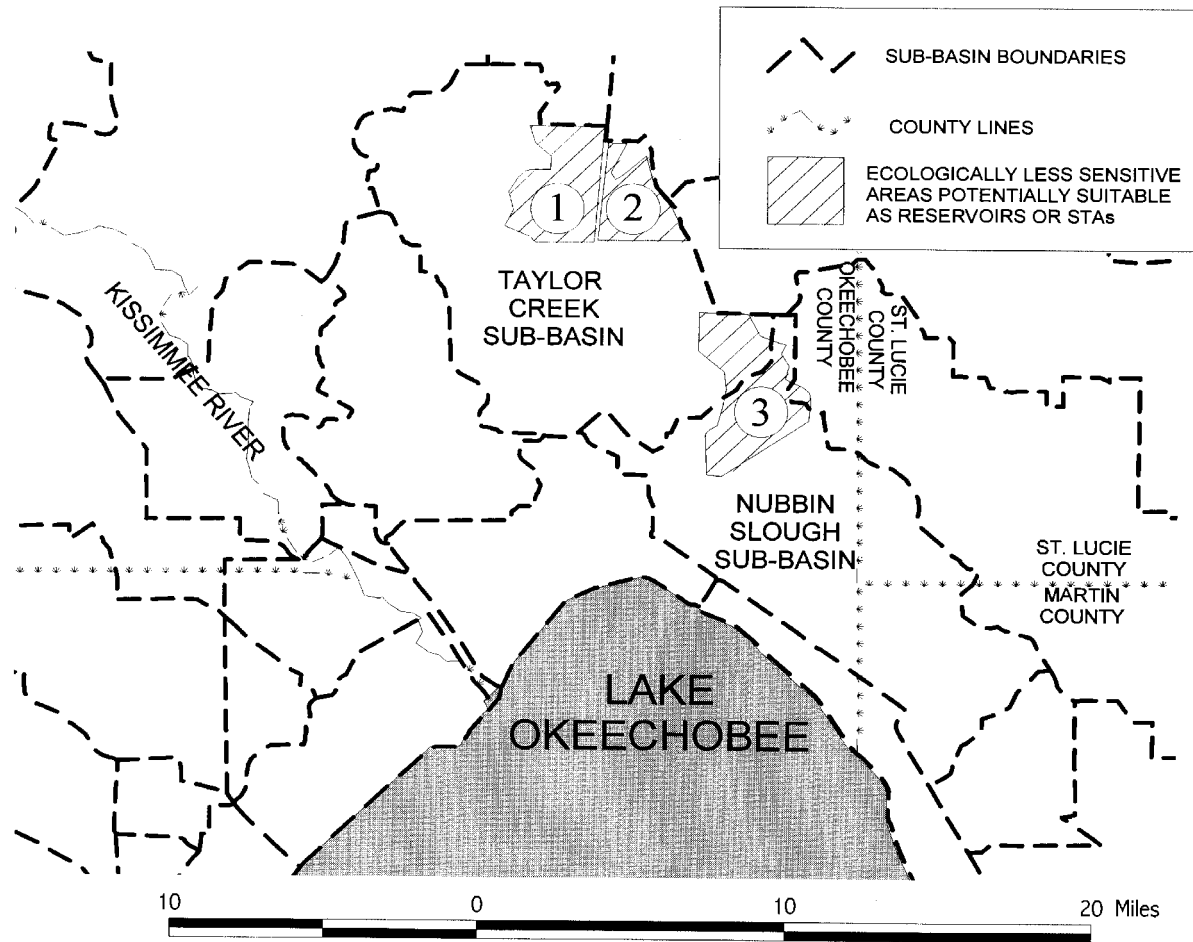 SUB-BASIN BOUNDARIES
COUNTY LINES
ECOLOGICALLY LESS SENSITIVE
AREAS POTENTIALLY SUITABLE
AS RESERVOIRS OR STAs
1
2
TAYLOR
CREEK
SUB-BASIN
KISSIMMEE RIVER
OKEECHOBEE
COUNTY
ST. LUCIE
COUNTY
3
NUBBIN
SLOUGH
SUB-BASIN
ST. LUCIE
COUNTY
MARTIN
COUNTY
LAKE
OKEECHOBEE
10 0 10 20 Miles